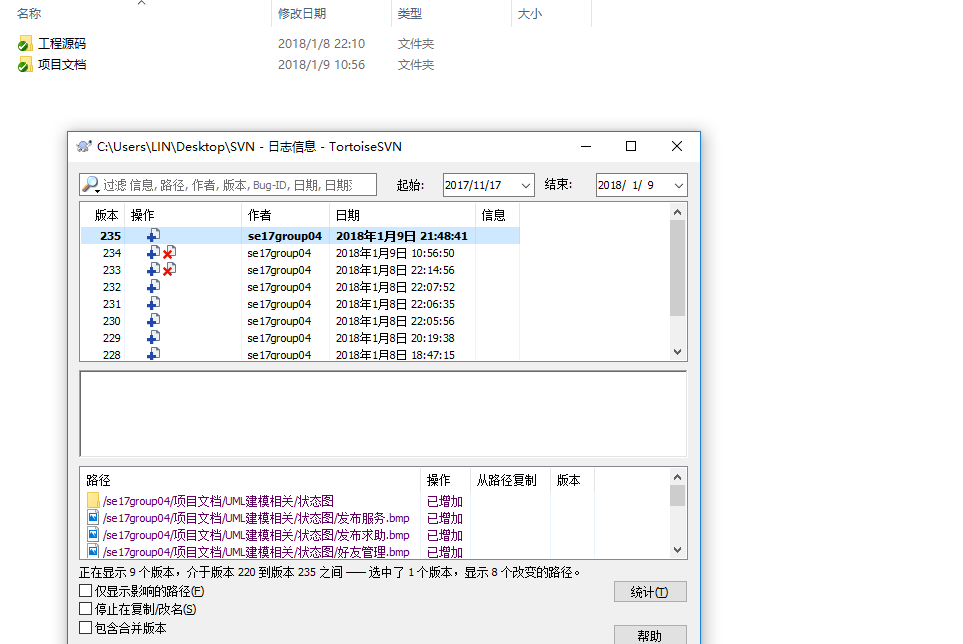 名称 修改日期 类型 大小
工程源码 2018/1/8 22:10 文件夹
项目文档 2018/1/9 10:56 文件夹
C:\Users\LIN\Desktop\SVN - 日志信息 - TortoiseSVN
过滤 信息, 路径, 作者, 版本, Bug-ID, 日期, 日期 起始: 2017/11/17 结束: 2018/ 1/ 9
版本 操作 作者 日期 信息
235 se17group04 2018年1月9日 21:48:41
234 se17group04 2018年1月9日 10:56:50
233 se17group04 2018年1月8日 22:14:56
232 se17group04 2018年1月8日 22:07:52
231 se17group04 2018年1月8日 22:06:35
230 se17group04 2018年1月8日 22:05:56
229 se17group04 2018年1月8日 20:19:38
228 se17group04 2018年1月8日 18:47:15
路径 操作 从路径复制 版本
/se17group04/项目文档/UML建模相关/状态图 已增加
/se17group04/项目文档/UML建模相关/状态图/发布服务.bmp 已增加
/se17group04/项目文档/UML建模相关/状态图/发布求助.bmp 已增加
/se17group04/项目文档/UML建模相关/状态图/好友管理.bmp 已增加
正在显示 9 个版本，介于版本 220 到版本 235 之间 —— 选中了 1 个版本，显示 8 个改变的路径。
仅显示影响的路径(F) 统计(T)
停止在复制/改名(S)
包含合并版本 帮助